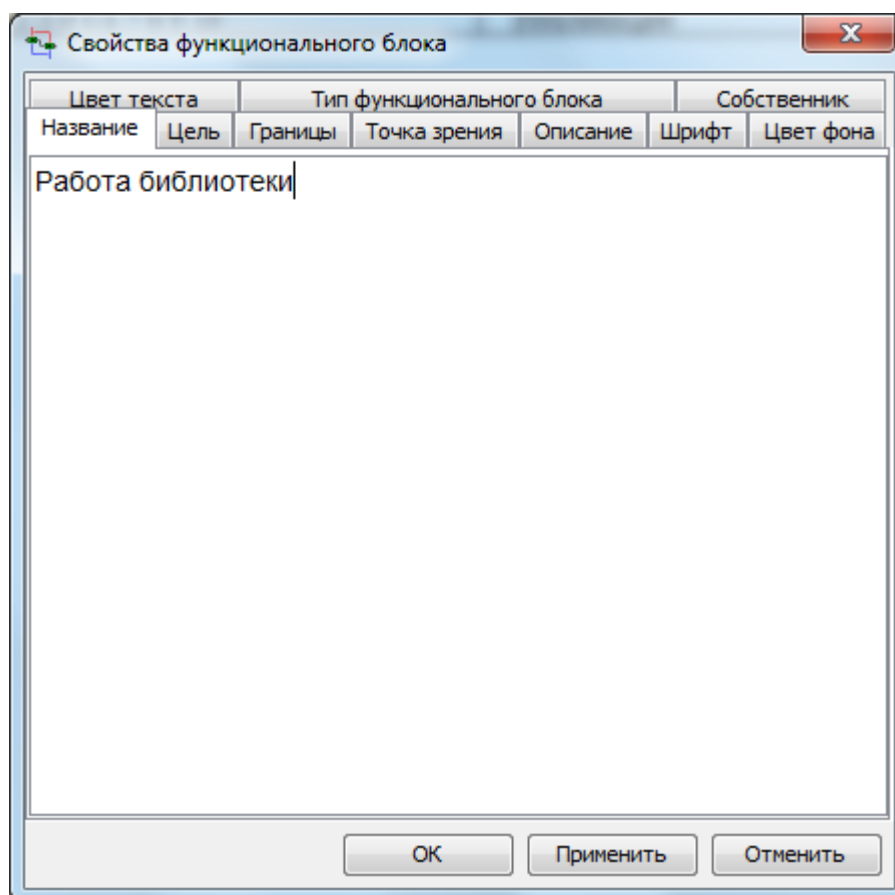 Свойства функционального блока
Цвет текста Тип функционального блока Собственник
Название Цель Границы Точка зрения Описание Шрифт Цвет фона
Работа библиотеки
ОК Применить Отменить